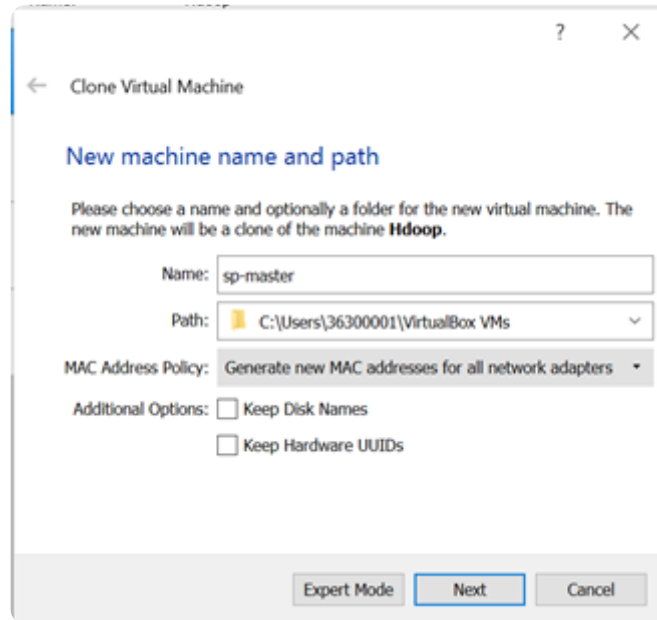 ?
Clone Virtual Machine
New machine name and path
Please choose a name and optionally a folder for the new virtual machine. The
new machine will be a clone of the machine Hdoop.
Name: sp-master
Path: C:\Users\36300001\VirtualBox VMs
MAC Address Policy: Generate new MAC addresses for all network adapters
Additional Options: Keep Disk Names
Keep Hardware UUIDs
Expert Mode Next Cancel